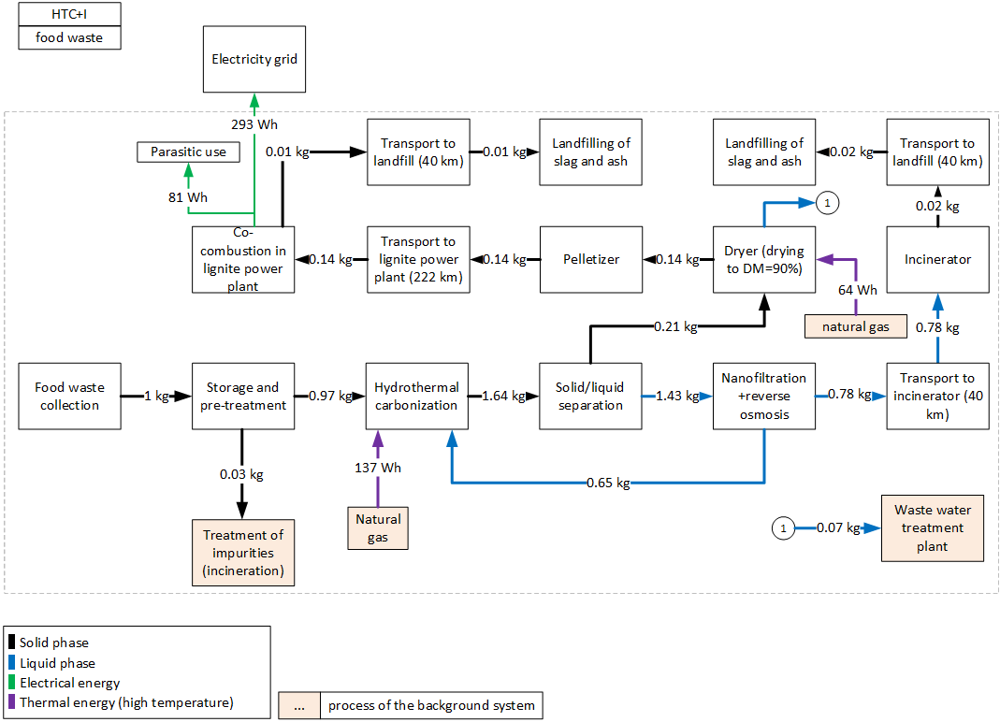 HTC+I
food waste
Electricity grid
293 Wh
Parasitic use
81 Wh
0.01 kg
Transport to
landfill (40 km)
0.01 kg
Landfilling of
slag and ash
Landfilling of
slag and ash
0.02 kg
Transport to
landfill (40 km)
0.02 kg
1
Co-
combustion in
lignite power
plant
0.14 kg
Transport to
lignite power
plant (222 km)
0.14 kg
Pelletizer
0.14 kg
Dryer (drying
to DM=90%)
Incinerator
64 Wh
natural gas
0.21 kg
0.78 kg
Food waste
collection
1 kg
Storage and
pre-treatment
0.97 kg
Hydrothermal
carbonization
1.64 kg
Solid/liquid
separation
1.43 kg
Nanofiltration
+reverse
osmosis
0.78 kg
Transport to
incinerator (40
km)
0.03 kg
137 Wh
0.65 kg
Treatment of
impurities
(incineration)
Natural
gas
1
0.07 kg
Waste water
treatment
plant
Solid phase
Liquid phase
Electrical energy
Thermal energy (high temperature)
...
process of the background system